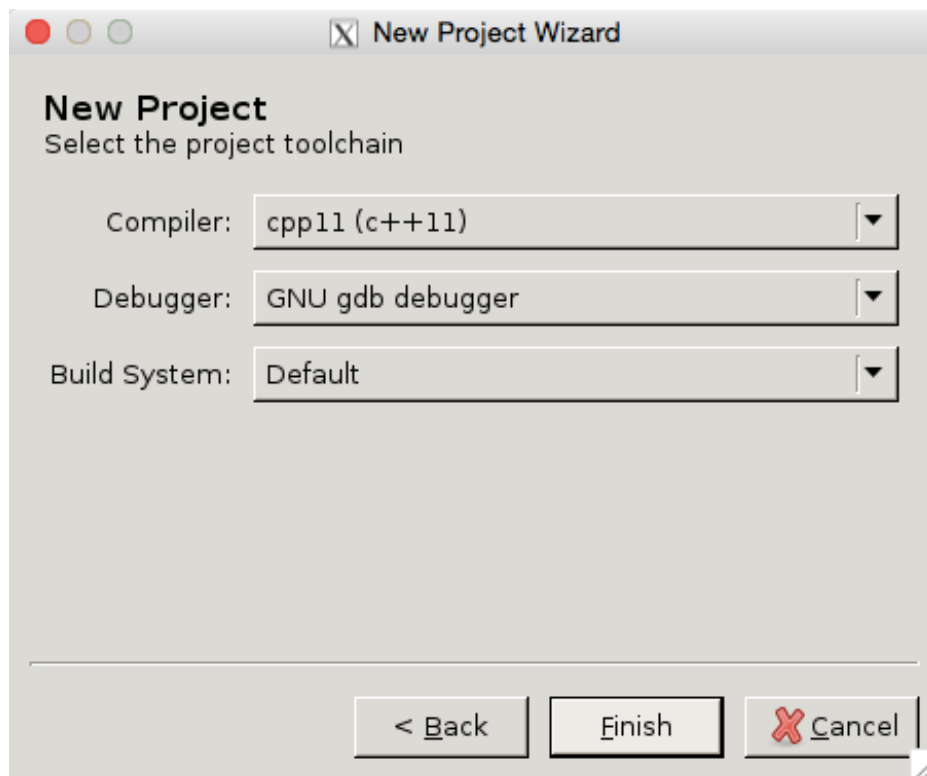 New Project Wizard
New Project
Select the project toolchain
Compiler: cpp11 (c++11)
Debugger: GNU gdb debugger
Build System: Default
< Back Finish Cancel